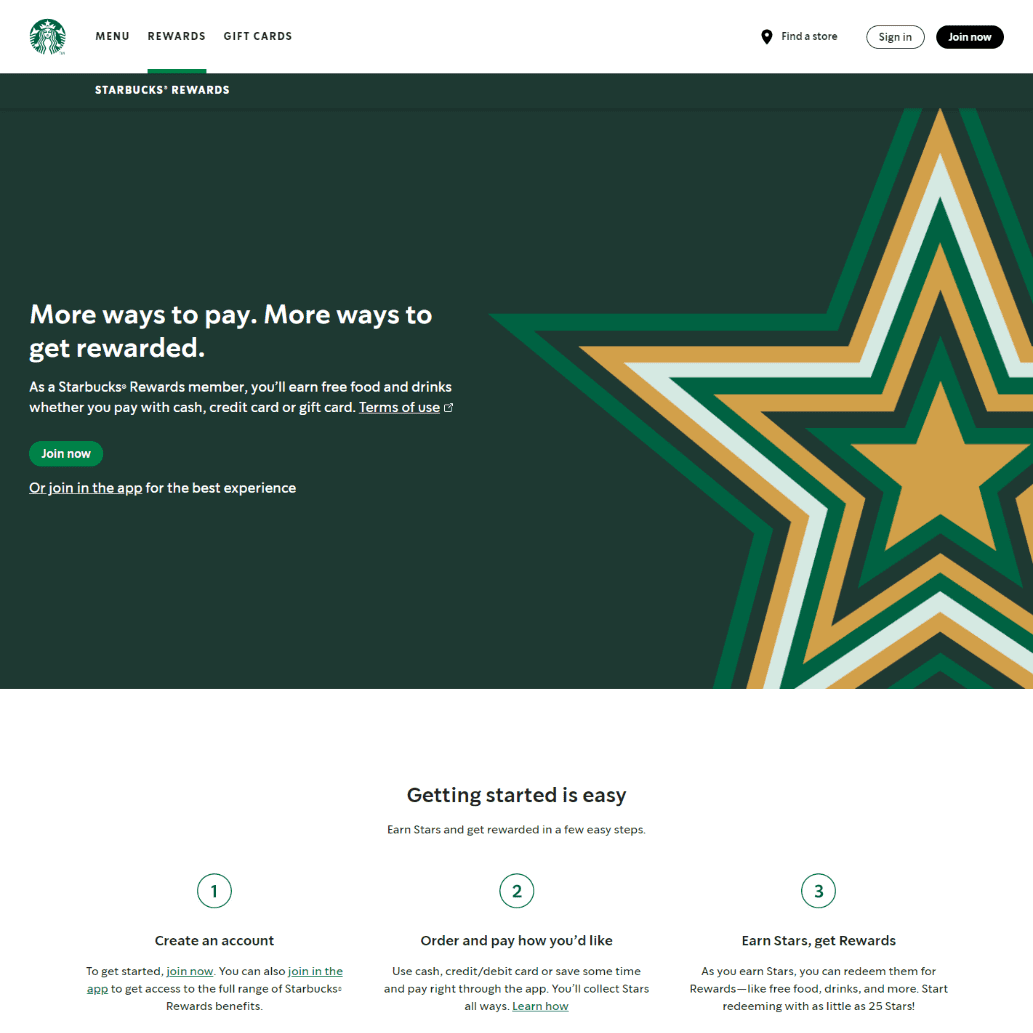 MENU REWARDS GIFT CARDS Find a store Sign in Join now
STARBUCKS® REWARDS
More ways to pay. More ways to
get rewarded.
As a Starbucks® Rewards member, you’ll earn free food and drinks
whether you pay with cash, credit card or gift card. Terms of use
Join now
Or join in the app for the best experience
Getting started is easy
Earn Stars and get rewarded in a few easy steps.
1
Create an account
To get started, join now. You can also join in the
app to get access to the full range of Starbucks®
Rewards benefits.
2
Order and pay how you’d like
Use cash, credit/debit card or save some time
and pay right through the app. You’ll collect Stars
all ways. Learn how
3
Earn Stars, get Rewards
As you earn Stars, you can redeem them for
Rewards—like free food, drinks, and more. Start
redeeming with as little as 25 Stars!